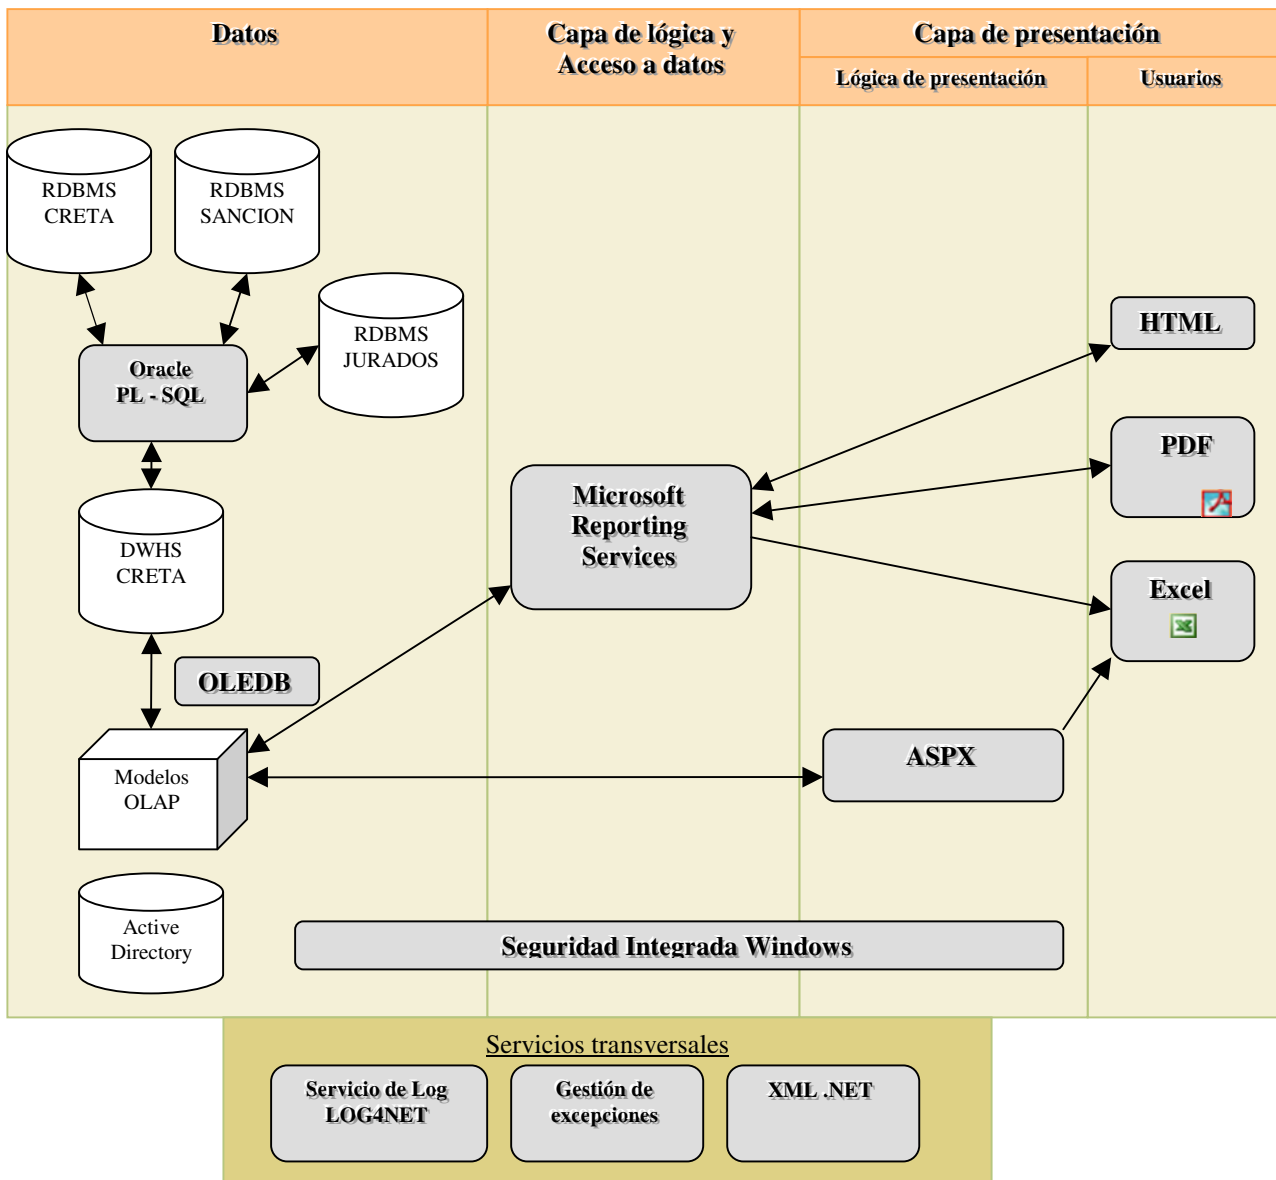 Datos
Capa de lógica y
Acceso a datos
Capa de presentación
Lógica de presentación
Usuarios
RDBMS
CRETA
RDBMS
SANCION
RDBMS
JURADOS
Oracle
PL - SQL
DWHS
CRETA
OLEDB
Modelos
OLAP
Active
Directory
Microsoft
Reporting
Services
HTML
PDF
Excel
ASPX
Seguridad Integrada Windows
Servicios transversales
Servicio de Log
LOG4NET
Gestión de
excepciones
XML .NET